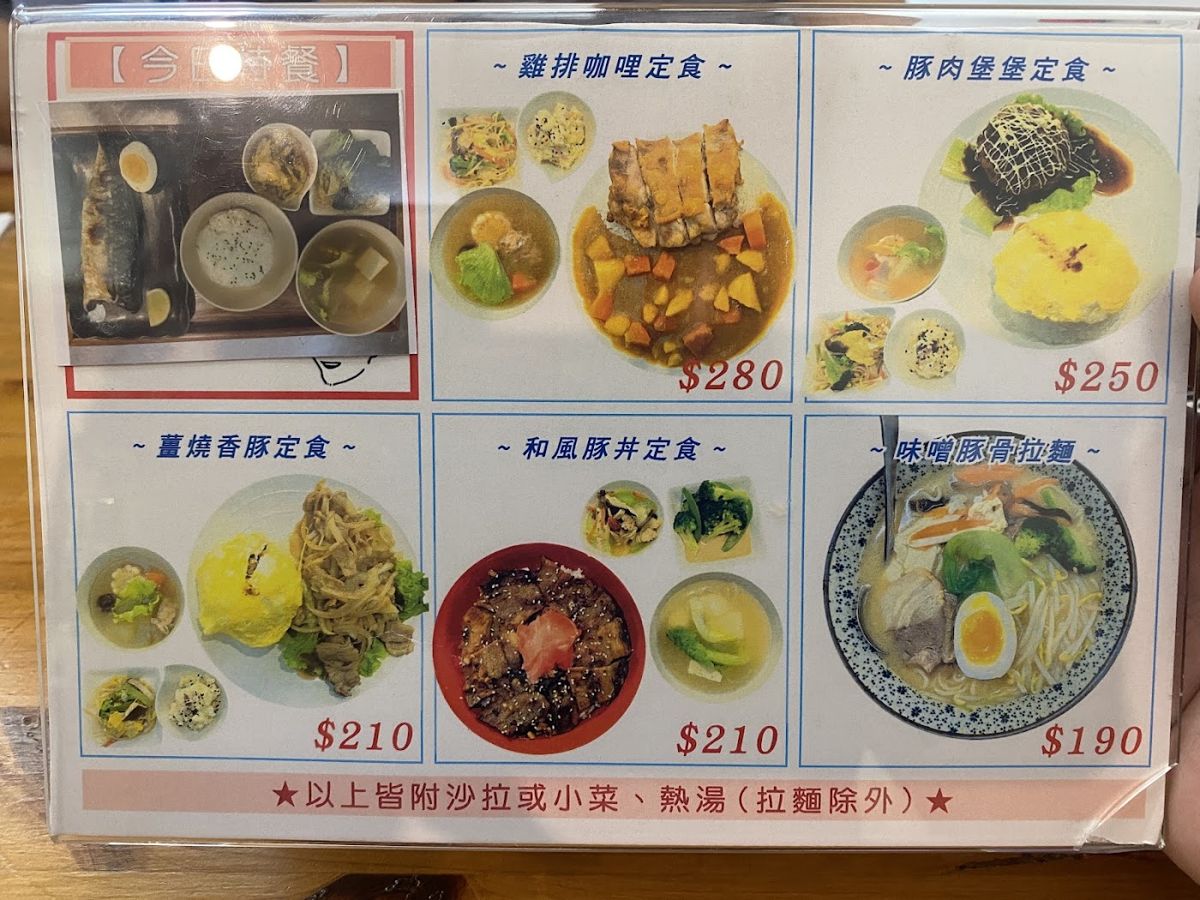 【今日特餐】
~ 雞排咖哩定食 ~
$280
~ 豚肉堡堡定食 ~
$250
~ 薑燒香豚定食 ~
$210
~ 和風豚丼定食 ~
$210
~ 味噌豚骨拉麵 ~
$190
★以上皆附沙拉或小菜、熱湯(拉麵除外)★